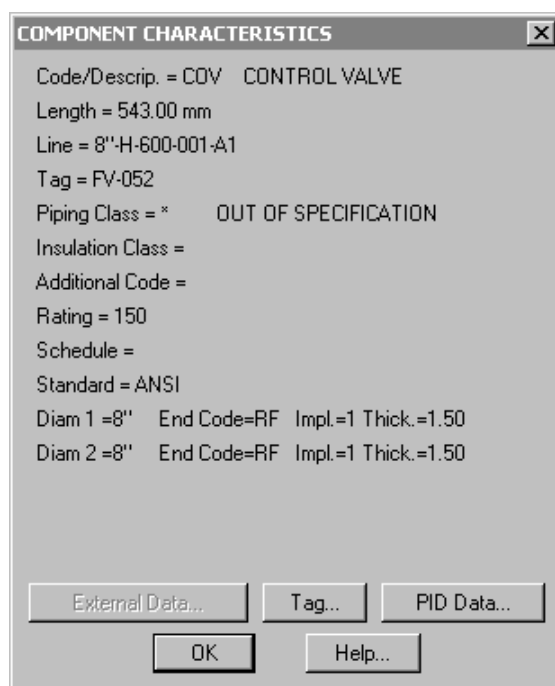 COMPONENT CHARACTERISTICS
Code/Descrip. = COV CONTROL VALVE
Length = 543.00 mm
Line = 8"-H-600-001-A1
Tag = FV-052
Piping Class = * OUT OF SPECIFICATION
Insulation Class =
Additional Code =
Rating = 150
Schedule =
Standard = ANSI
Diam 1 =8" End Code=RF Impl.=1 Thick.=1.50
Diam 2 =8" End Code=RF Impl.=1 Thick.=1.50
External Data... Tag... PID Data...
OK Help...